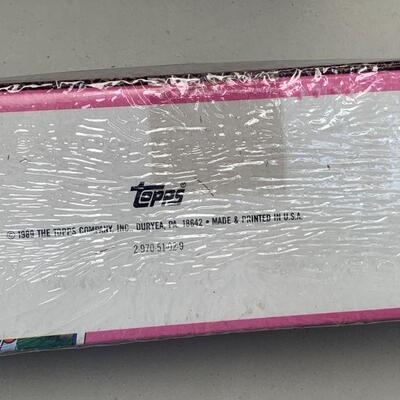 Topps®
© 1989 THE TOPPS COMPANY, INC. DURYEA, PA. 18642 • MADE & PRINTED IN U.S.A.
2-970-51-02-9